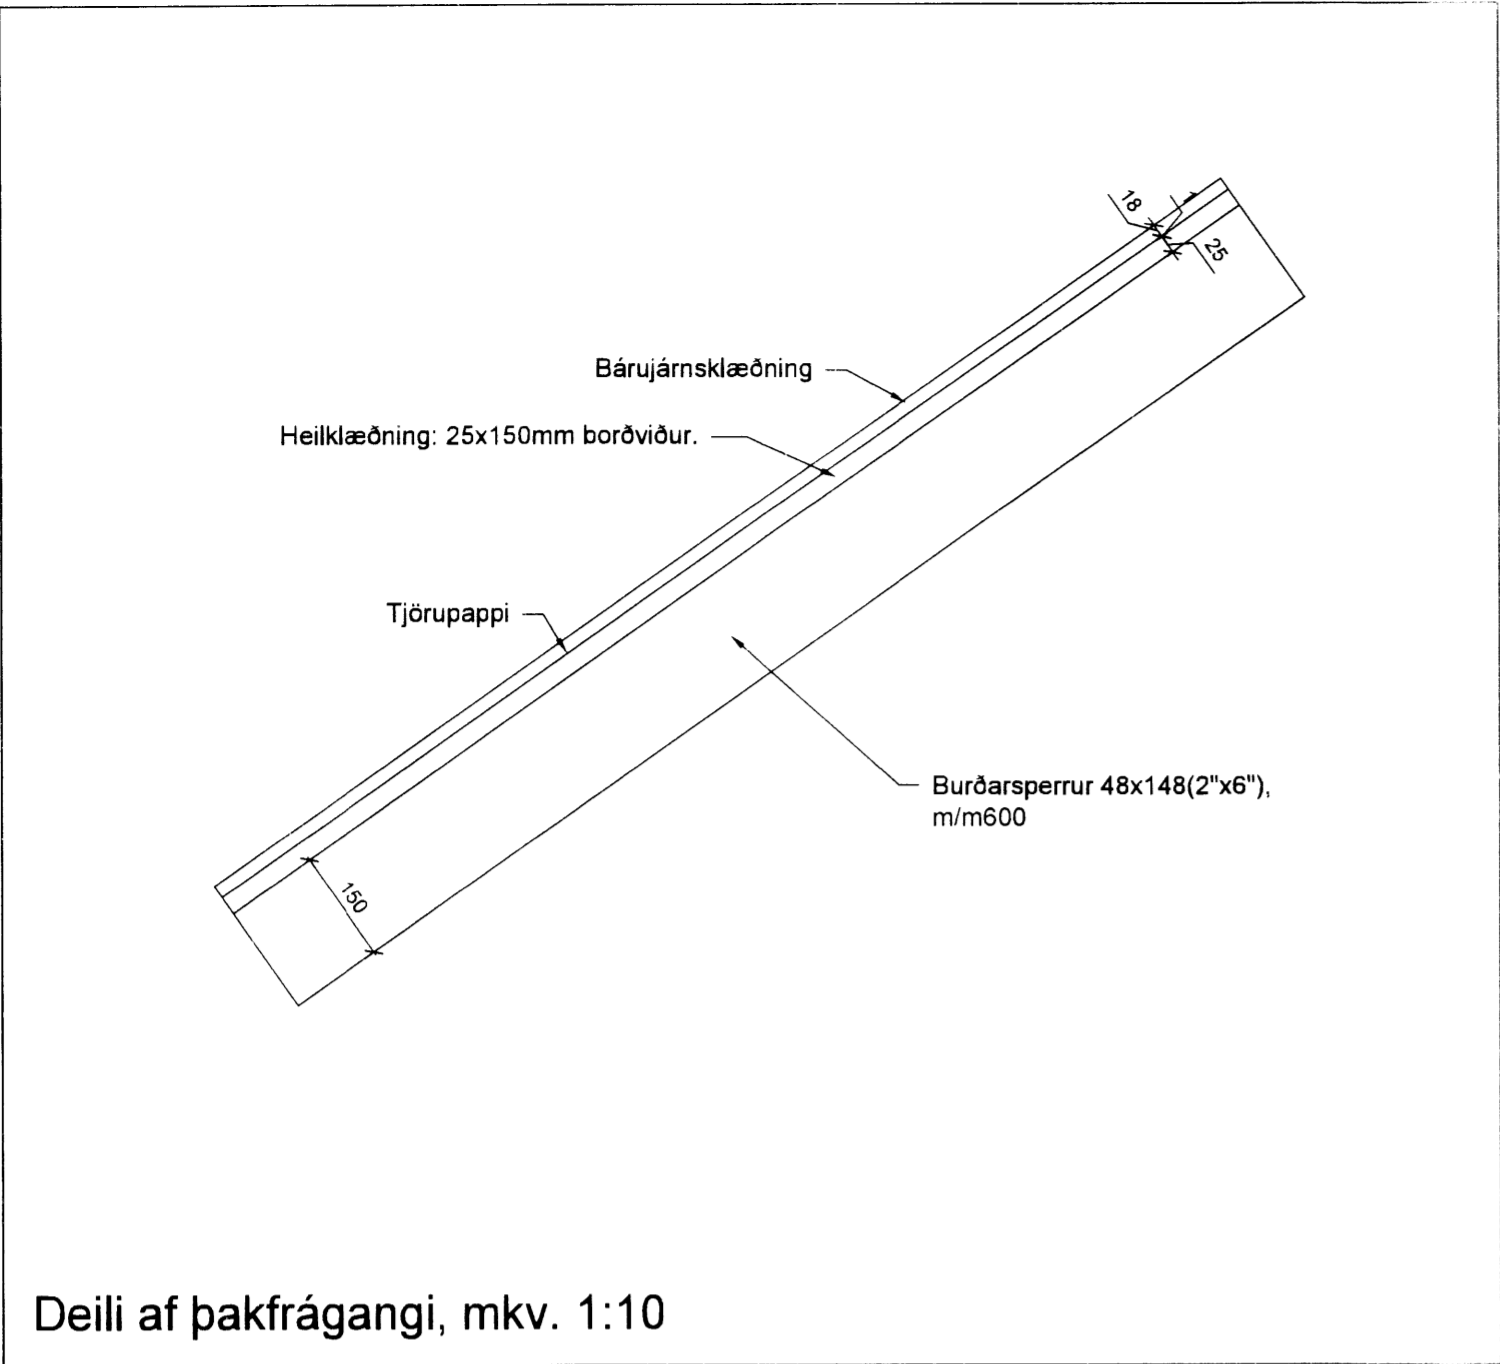 18
1
25
Bárujárnsklæðning
Heilklæðning: 25x150mm borðviður.
Tjörupappi
Burðarsperrur 48x148(2"x6"),
m/m600
150
Deili af þakfrágangi, mkv. 1:10